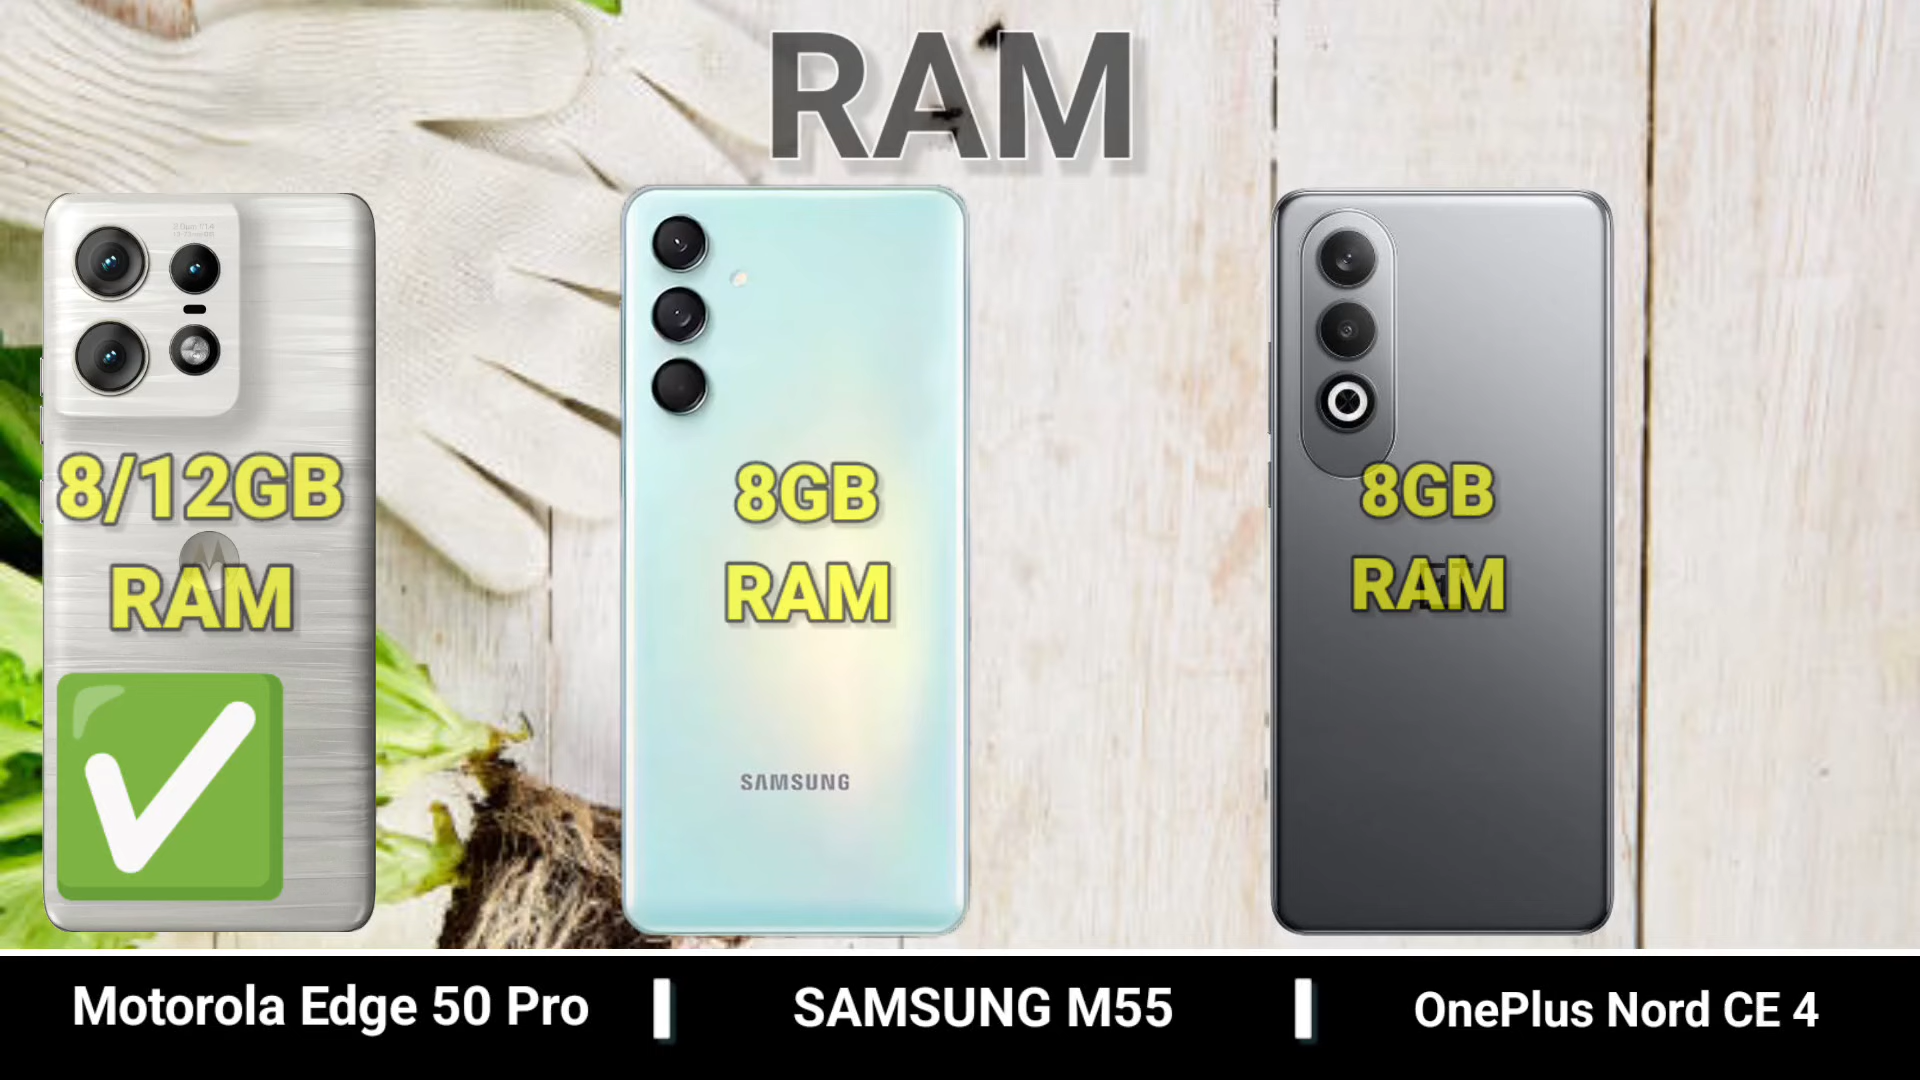 RAM
8/12GB
RAM
8GB
RAM
8GB
RAM
SAMSUNG
Motorola Edge 50 Pro
SAMSUNG M55
OnePlus Nord CE 4